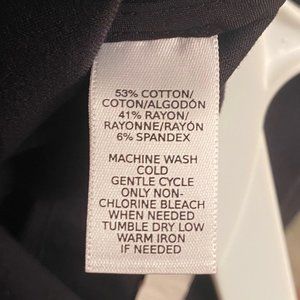 53% COTTON/
COTON/ALGODÓN
41% RAYON/
RAYONNE/RAYÓN
6% SPANDEX
MACHINE WASH
COLD
GENTLE CYCLE
ONLY NON-
CHLORINE BLEACH
WHEN NEEDED
TUMBLE DRY LOW
WARM IRON
IF NEEDED